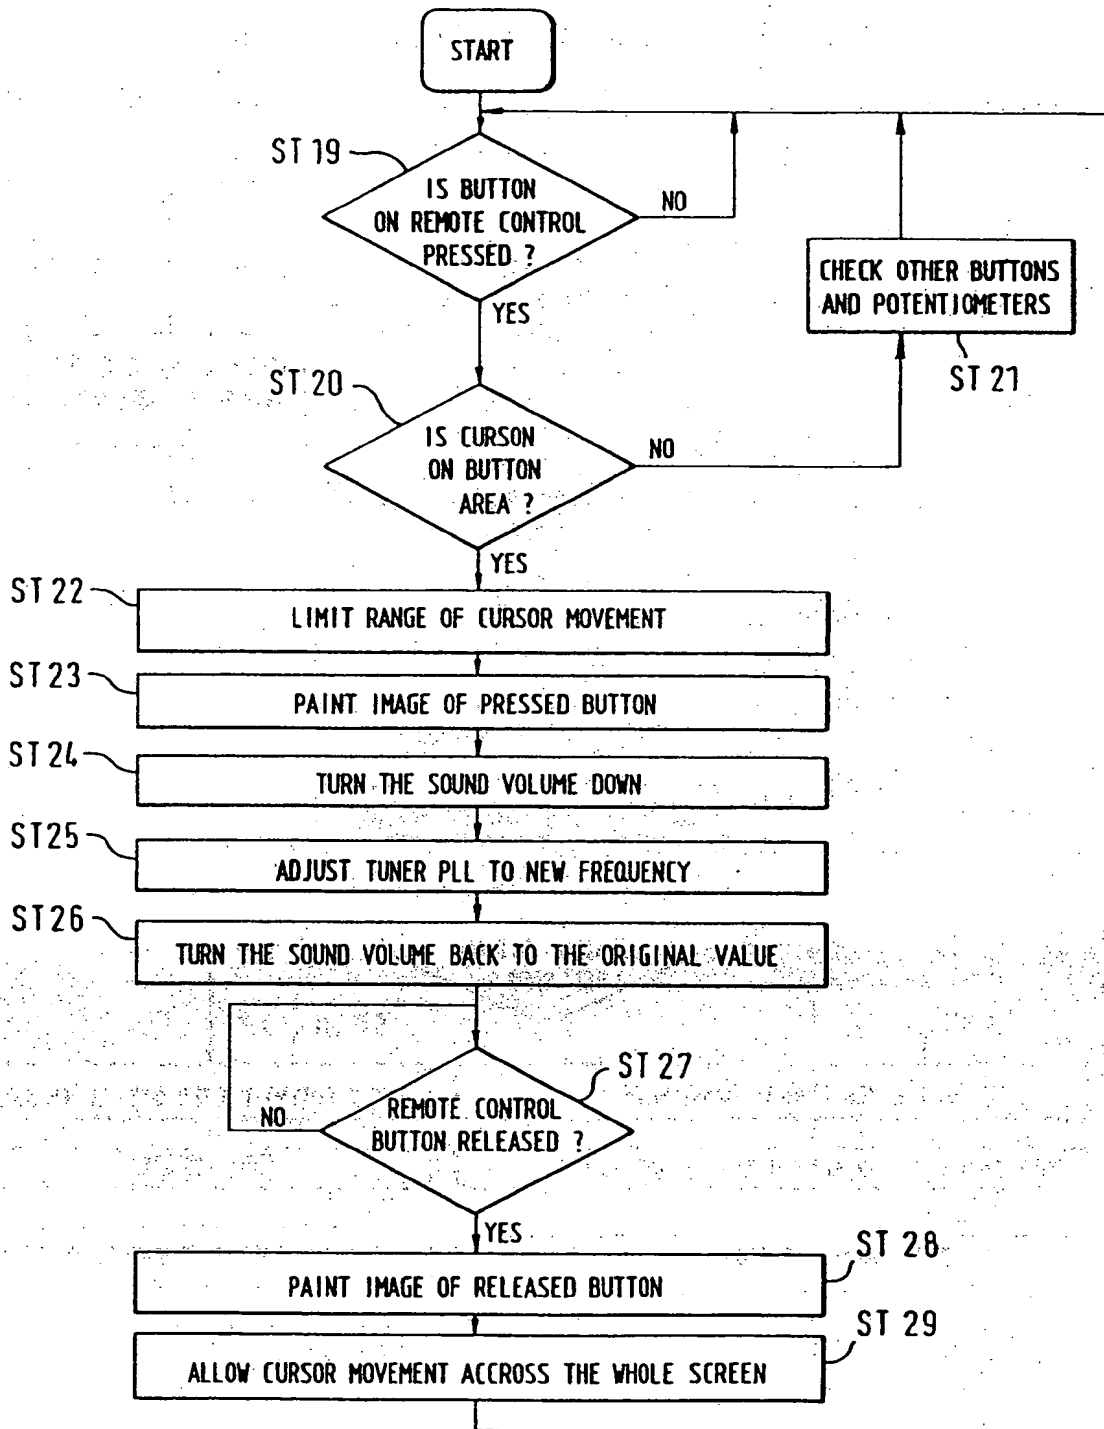 START
ST 19
IS BUTTON
ON REMOTE CONTROL
PRESSED ?
NO
YES
CHECK OTHER BUTTONS
AND POTENTIOMETERS
ST 21
ST 20
IS CURSON
ON BUTTON
AREA ?
NO
YES
ST 22
LIMIT RANGE OF CURSOR MOVEMENT
ST 23
PAINT IMAGE OF PRESSED BUTTON
ST 24
TURN THE SOUND VOLUME DOWN
ST 25
ADJUST TUNER PLL TO NEW FREQUENCY
ST 26
TURN THE SOUND VOLUME BACK TO THE ORIGINAL VALUE
ST 27
REMOTE CONTROL
BUTTON RELEASED ?
NO
YES
ST 28
PAINT IMAGE OF RELEASED BUTTON
ST 29
ALLOW CURSOR MOVEMENT ACCROSS THE WHOLE SCREEN